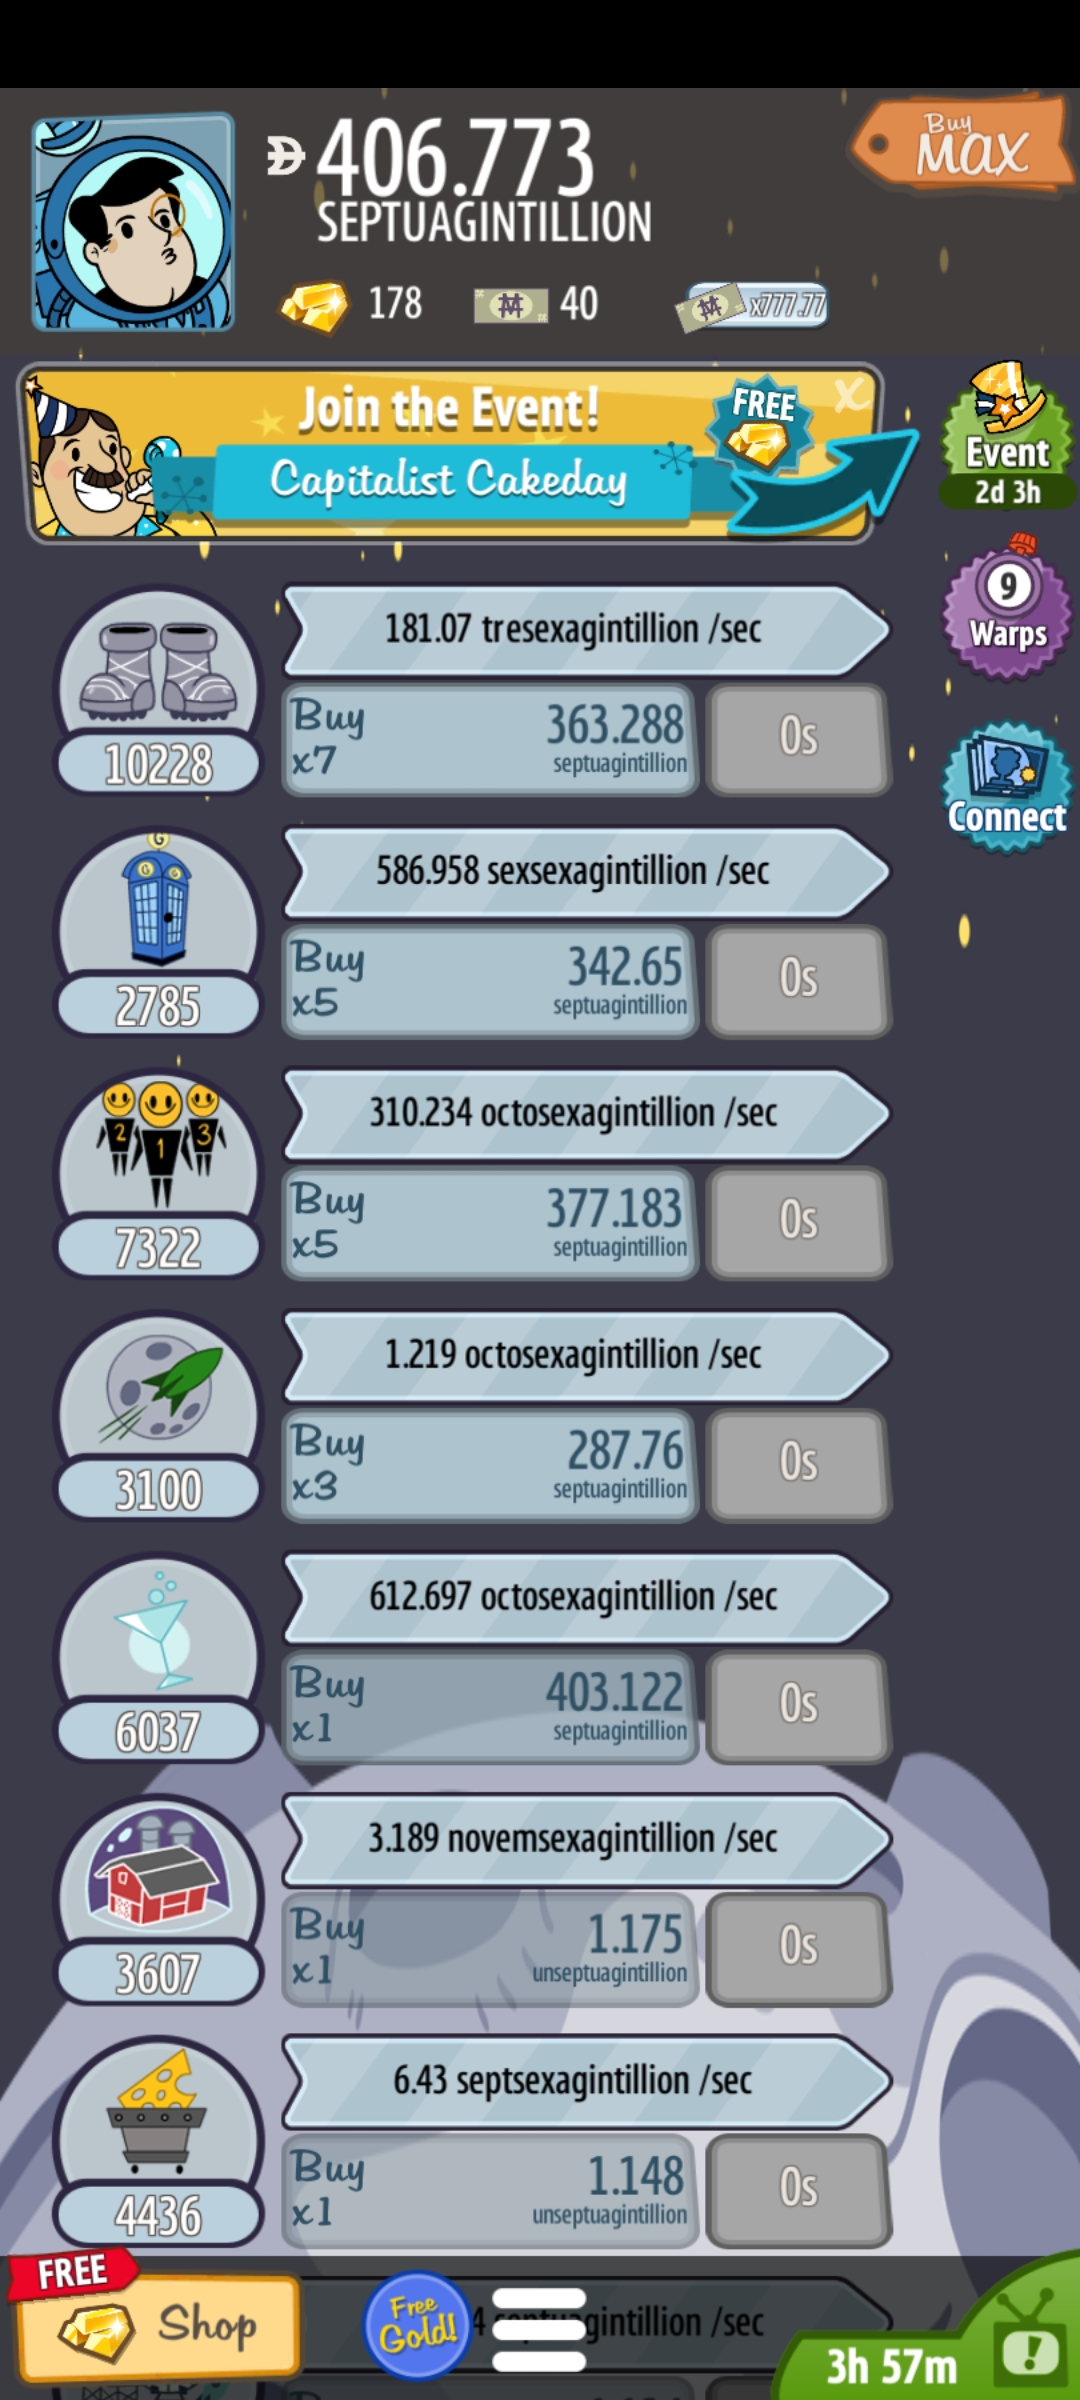 Buy
MAX
406.773
SEPTUAGINTILLION
178
40
x777.77
Join the Event!
FREE
X
Capitalist Cakeday
Event
2d 3h
9
Warps
Connect
181.07 tresexagintillion /sec
Buy
x7
363.288
septuagintillion
0s
10228
G
G G
586.958 sexsexagintillion /sec
Buy
x5
342.65
septuagintillion
0s
2785
2 1 3
310.234 octosexagintillion /sec
Buy
x5
377.183
septuagintillion
0s
7322
1.219 octosexagintillion /sec
Buy
x3
287.76
septuagintillion
0s
3100
612.697 octosexagintillion /sec
Buy
x1
403.122
septuagintillion
0s
6037
3.189 novemsexagintillion /sec
Buy
x1
1.175
unseptuagintillion
0s
3607
6.43 septsexagintillion /sec
Buy
x1
1.148
unseptuagintillion
0s
4436
FREE
Shop
Free
Gold!
/sec
3h 57m
!